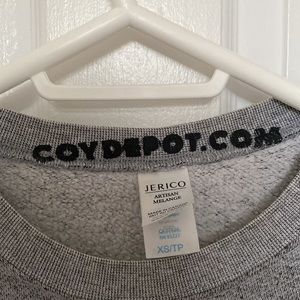 COYDEPOT.COM
JERICO
ARTISAN
MELANGE
XS/TP